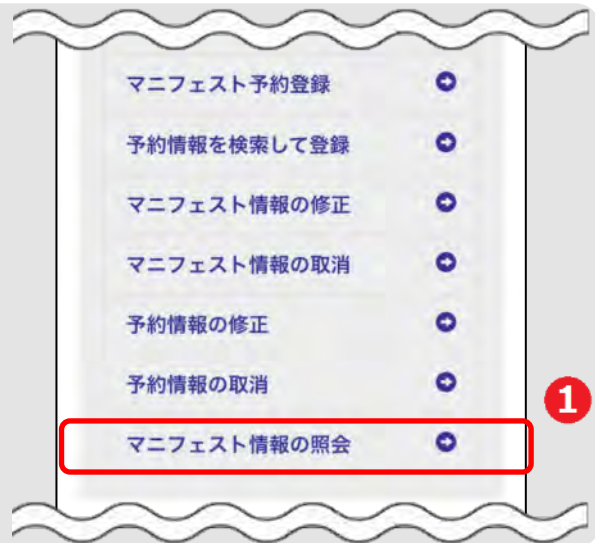 マニフェスト予約登録
予約情報を検索して登録
マニフェスト情報の修正
マニフェスト情報の取消
予約情報の修正
予約情報の取消
1
マニフェスト情報の照会